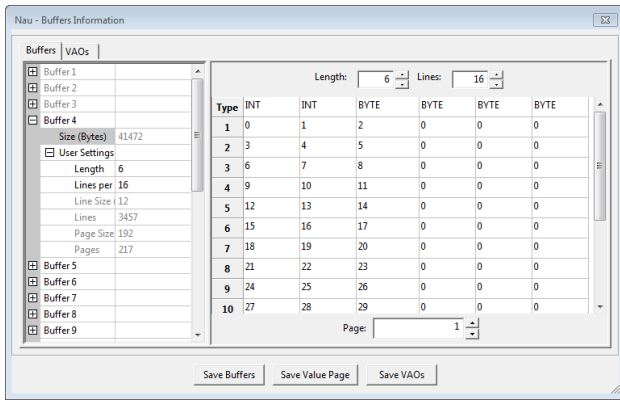 Nau - Buffers Information
Buffers VAOs
Buffer 1
Buffer 2
Buffer 3
Buffer 4
Size (Bytes) 41472
User Settings
Length 6
Lines per 16
Line Size 12
Lines 3457
Page Size 192
Pages 217
Buffer 5
Buffer 6
Buffer 7
Buffer 8
Buffer 9
Length: 6 Lines: 16
Type INT INT BYTE BYTE BYTE BYTE
1 0 1 2 0 0 0
2 3 4 5 0 0 0
3 6 7 8 0 0 0
4 9 10 11 0 0 0
5 12 13 14 0 0 0
6 15 16 17 0 0 0
7 18 19 20 0 0 0
8 21 22 23 0 0 0
9 24 25 26 0 0 0
10 27 28 29 0 0 0
Page: 1
Save Buffers Save Value Page Save VAOs